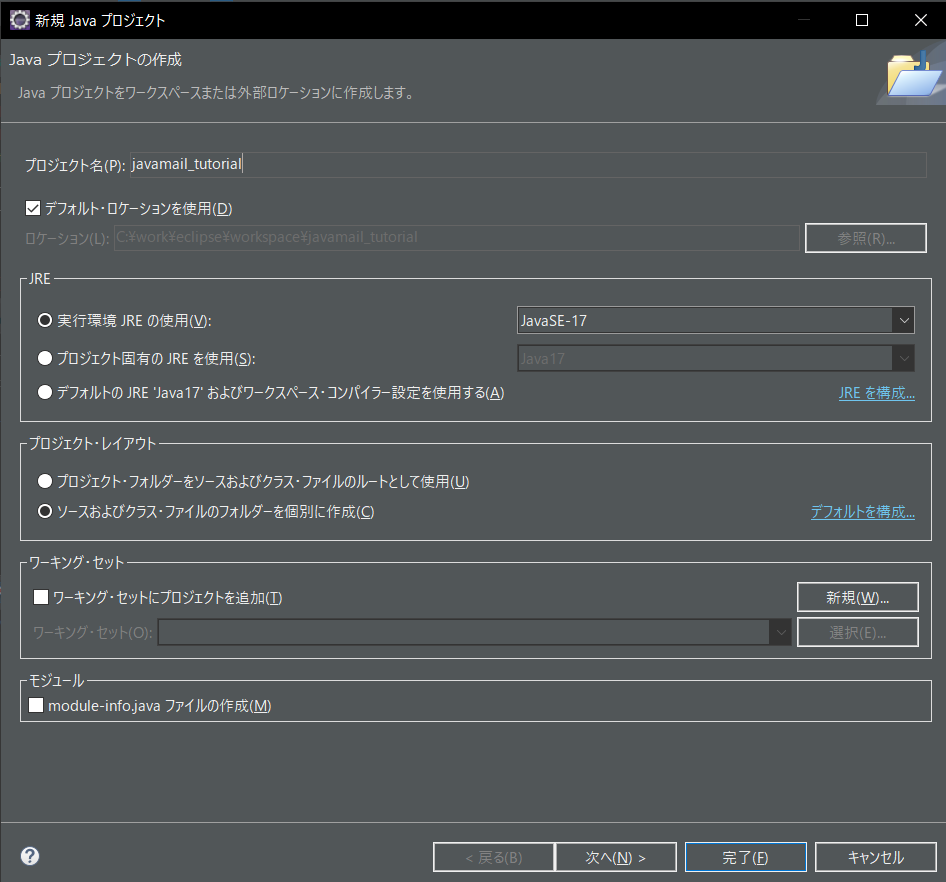 新規 Java プロジェクト
Java プロジェクトの作成
Java プロジェクトをワークスペースまたは外部ロケーションに作成します。
プロジェクト名(P): javamail_tutorial
デフォルト・ロケーションを使用(D)
ロケーション(L): C:¥work¥eclipse¥workspace¥javamail_tutorial 参照(R)...
JRE
実行環境 JRE の使用(V): JavaSE-17
プロジェクト固有の JRE を使用(S): Java17
デフォルトの JRE 'Java17' およびワークスペース・コンパイラー設定を使用する(A) JRE を構成...
プロジェクト・レイアウト
プロジェクト・フォルダーをソースおよびクラス・ファイルのルートとして使用(U)
ソースおよびクラス・ファイルのフォルダーを個別に作成(C) デフォルトを構成...
ワーキング・セット
ワーキング・セットにプロジェクトを追加(T) 新規(W)...
ワーキング・セット(O): 選択(E)...
モジュール
module-info.java ファイルの作成(M)
? < 戻る(B) 次へ(N) > 完了(F) キャンセル